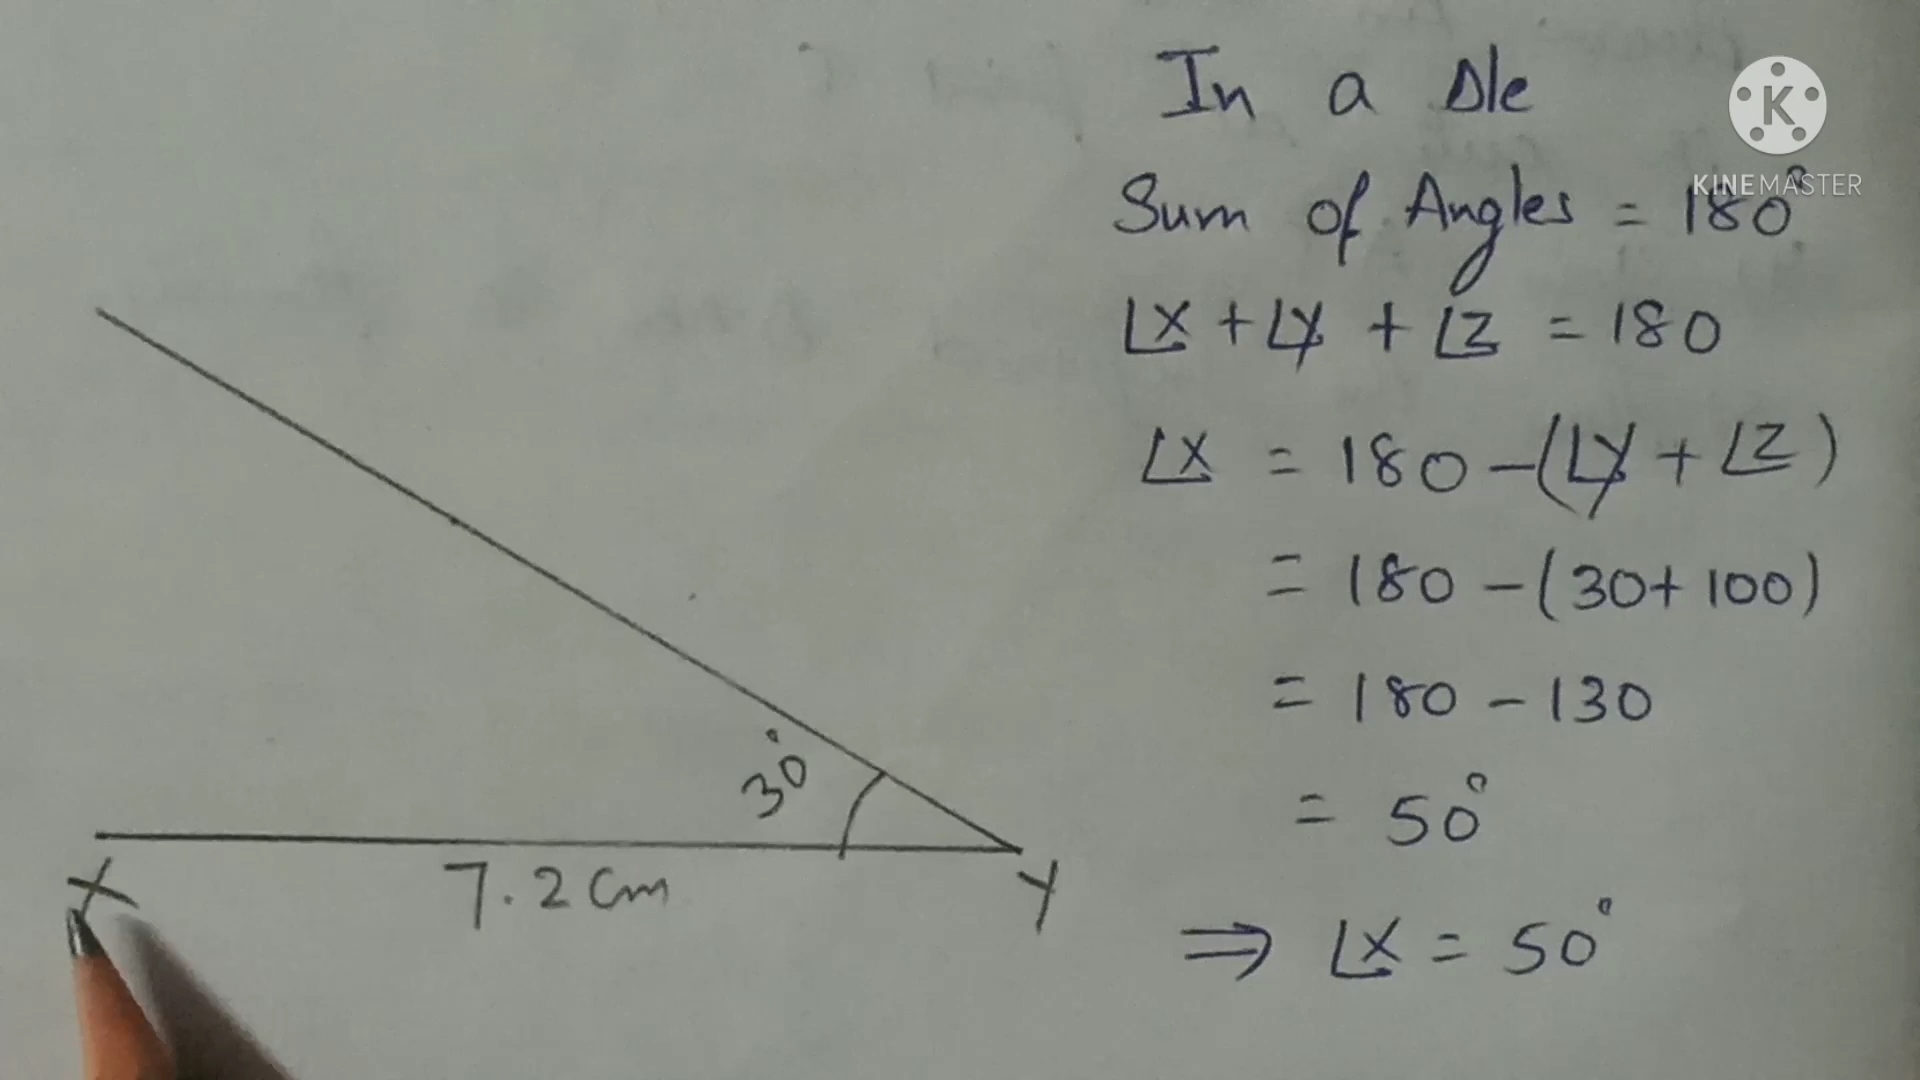 In a Δle
Sum of Angles = 180°
∠X + ∠Y + ∠Z = 180
∠X = 180 - (∠Y + ∠Z)
= 180 - (30 + 100)
= 180 - 130
= 50°
⇒ ∠X = 50°
30°
X 7.2 cm Y
K
KINEMASTER